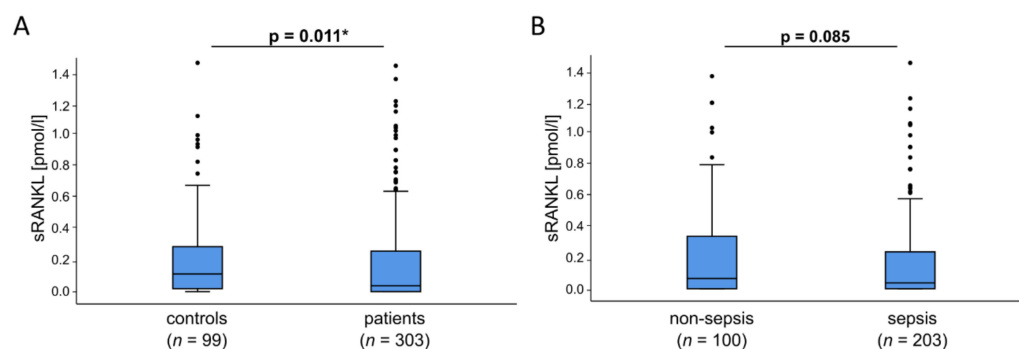 A
p = 0.011*
sRANKL [pmol/l]
1.4
1.2
1.0
0.8
0.6
0.4
0.2
0.0
controls
(n = 99)
patients
(n = 303)
B
p = 0.085
sRANKL [pmol/l]
1.4
1.2
1.0
0.8
0.6
0.4
0.2
0.0
non-sepsis
(n = 100)
sepsis
(n = 203)